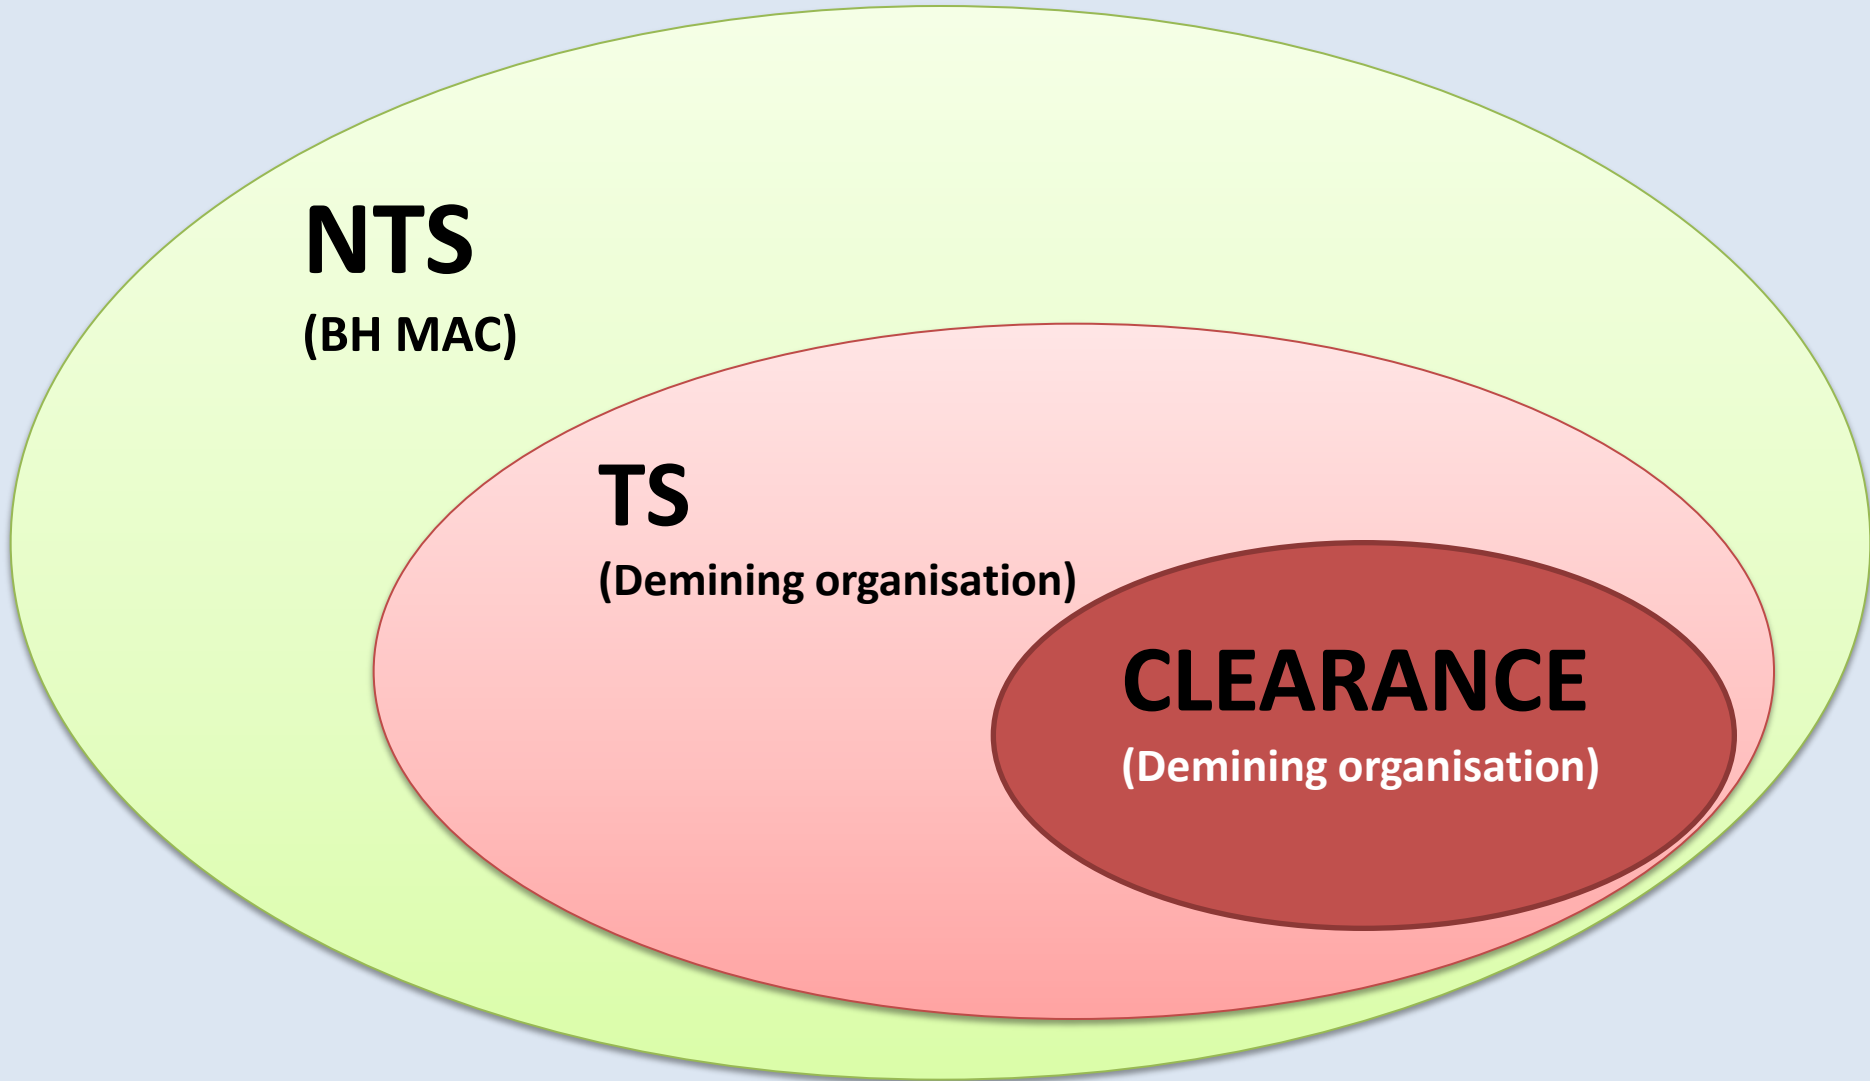 NTS
(BH MAC)
TS
(Demining organisation)
CLEARANCE
(Demining organisation)